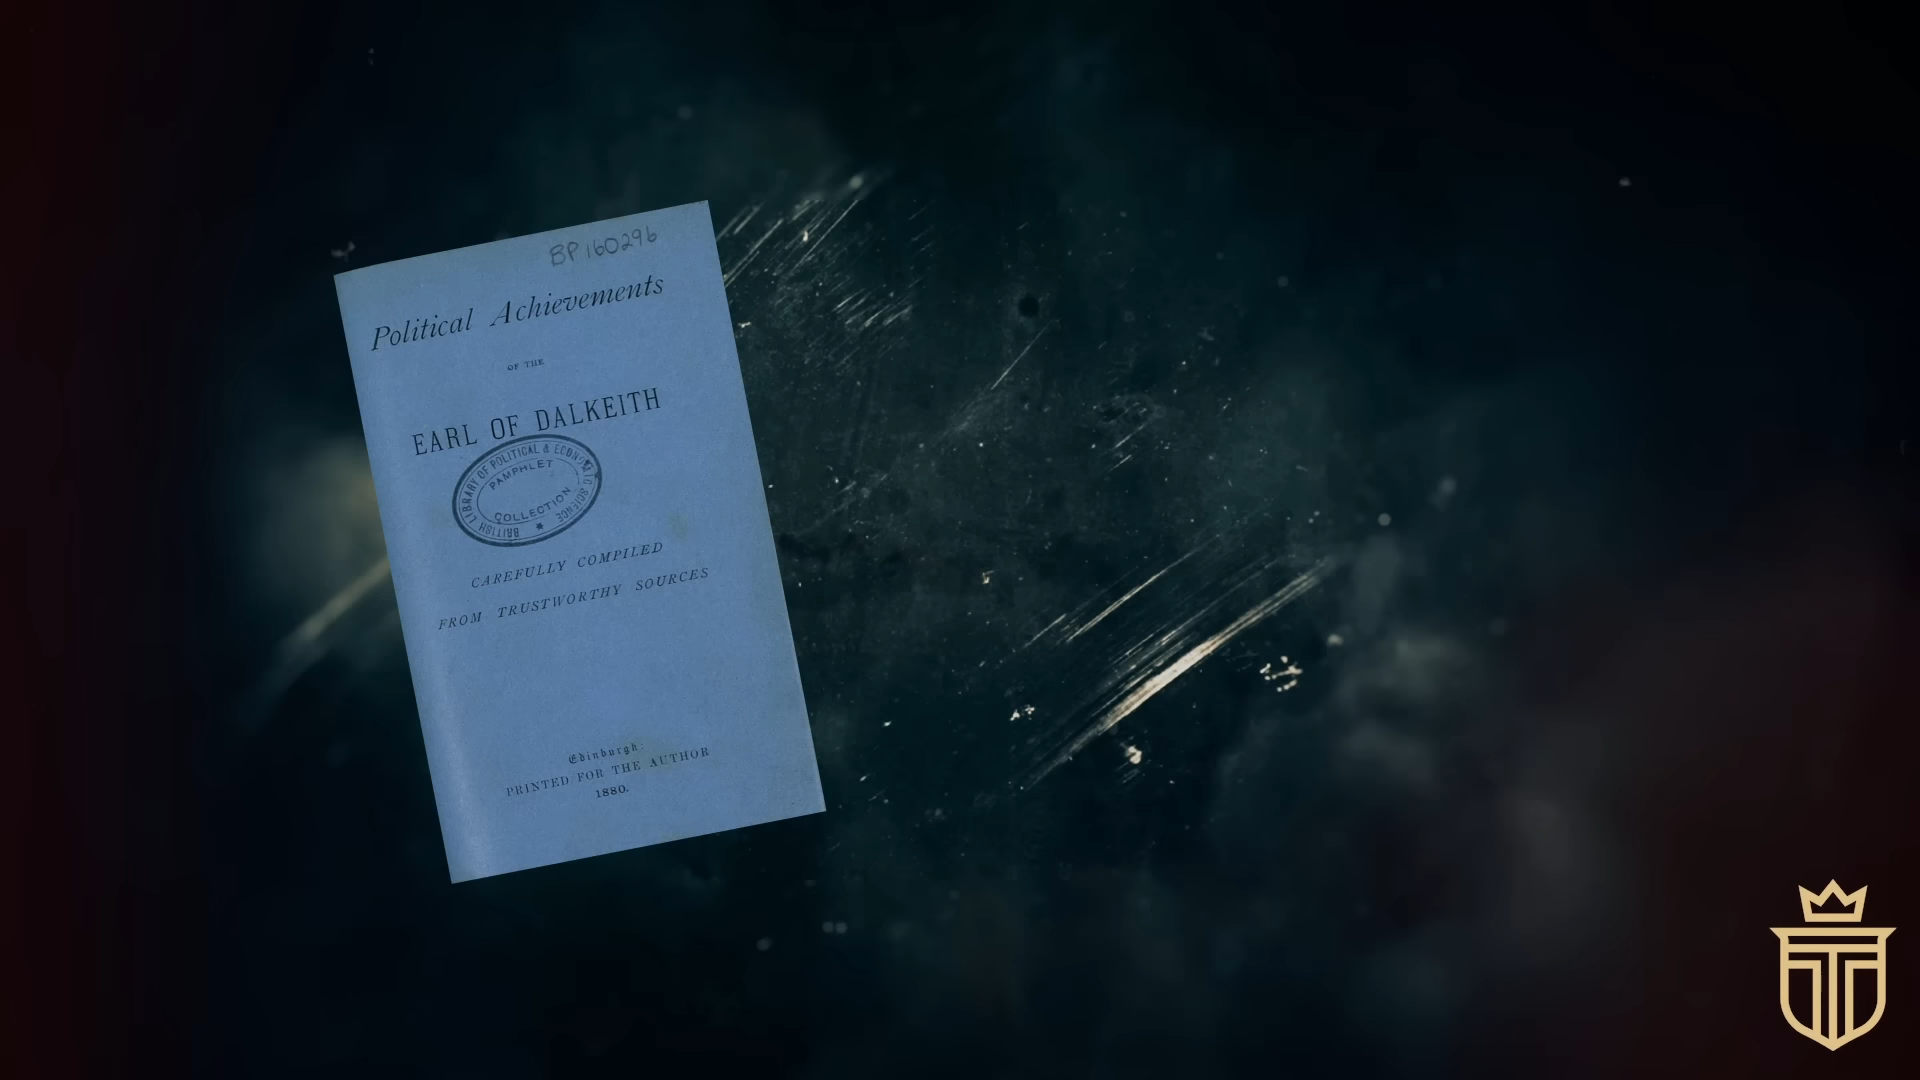 BP160296
Political Achievements
OF THE
EARL OF DALKEITH
BRITISH LIBRARY OF POLITICAL & ECONOMIC SCIENCE
PAMPHLET
COLLECTION
CAREFULLY COMPILED
FROM TRUSTWORTHY SOURCES
Edinburgh:
PRINTED FOR THE AUTHOR
1880.